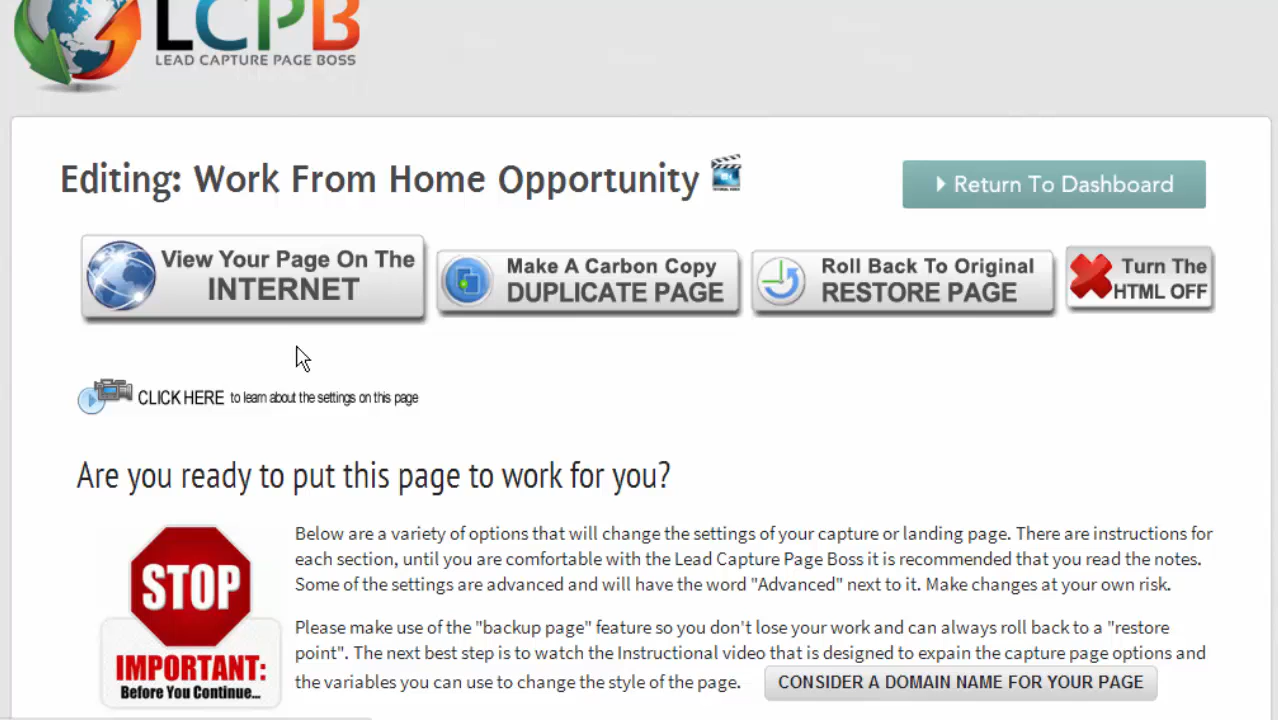 LCPB
LEAD CAPTURE PAGE BOSS
Editing: Work From Home Opportunity
Return To Dashboard
View Your Page On The
INTERNET
Make A Carbon Copy
DUPLICATE PAGE
Roll Back To Original
RESTORE PAGE
Turn The
HTML OFF
CLICK HERE to learn about the settings on this page
Are you ready to put this page to work for you?
STOP
IMPORTANT:
Before You Continue...
Below are a variety of options that will change the settings of your capture or landing page. There are instructions for
each section, until you are comfortable with the Lead Capture Page Boss it is recommended that you read the notes.
Some of the settings are advanced and will have the word "Advanced" next to it. Make changes at your own risk.
Please make use of the "backup page" feature so you don't lose your work and can always roll back to a "restore
point". The next best step is to watch the Instructional video that is designed to expain the capture page options and
the variables you can use to change the style of the page.
CONSIDER A DOMAIN NAME FOR YOUR PAGE